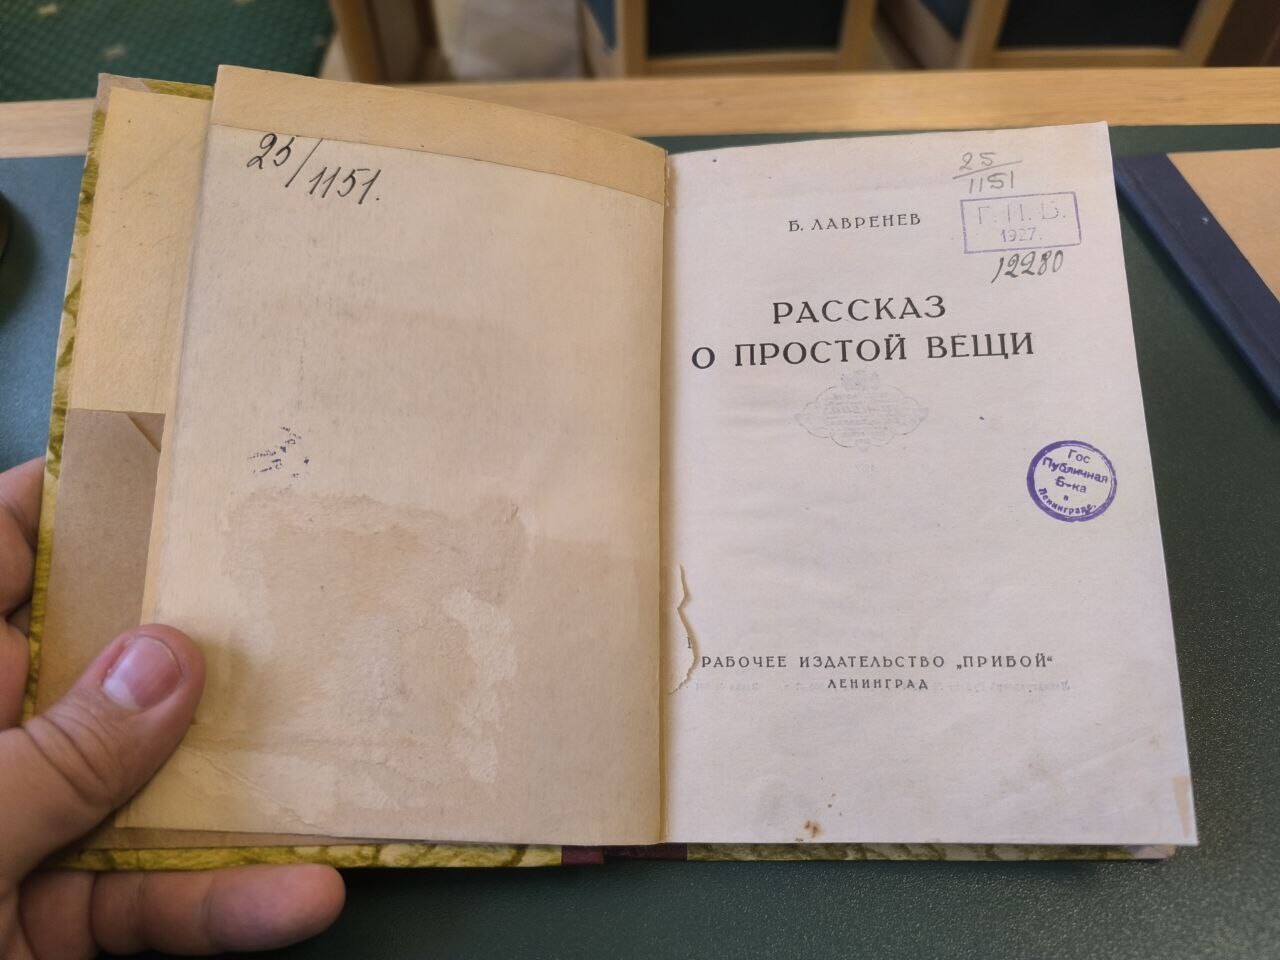 25/1151.
25
1151
Г.П.Б.
1927.
12280
Б. ЛАВРЕНЕВ
РАССКАЗ
О ПРОСТОЙ ВЕЩИ
Гос
Публичная
Б-ка
в
Ленинграде.
РАБОЧЕЕ ИЗДАТЕЛЬСТВО „ПРИБОЙ“
ЛЕНИНГРАД